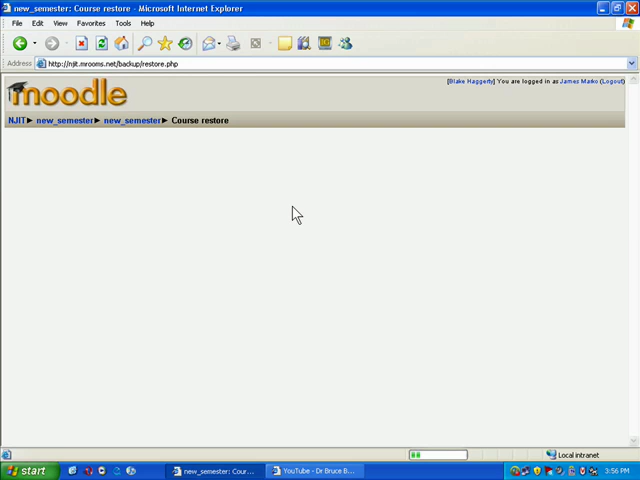 new_semester: Course restore - Microsoft Internet Explorer
File Edit View Favorites Tools Help
Address http://njit.mrooms.net/backup/restore.php
moodle
[Blake Haggerty] You are logged in as James Marko (Logout)
NJIT ► new_semester ► new_semester ► Course restore
start new_semester: Cour... YouTube - Dr Bruce B... 3:56 PM
Local intranet